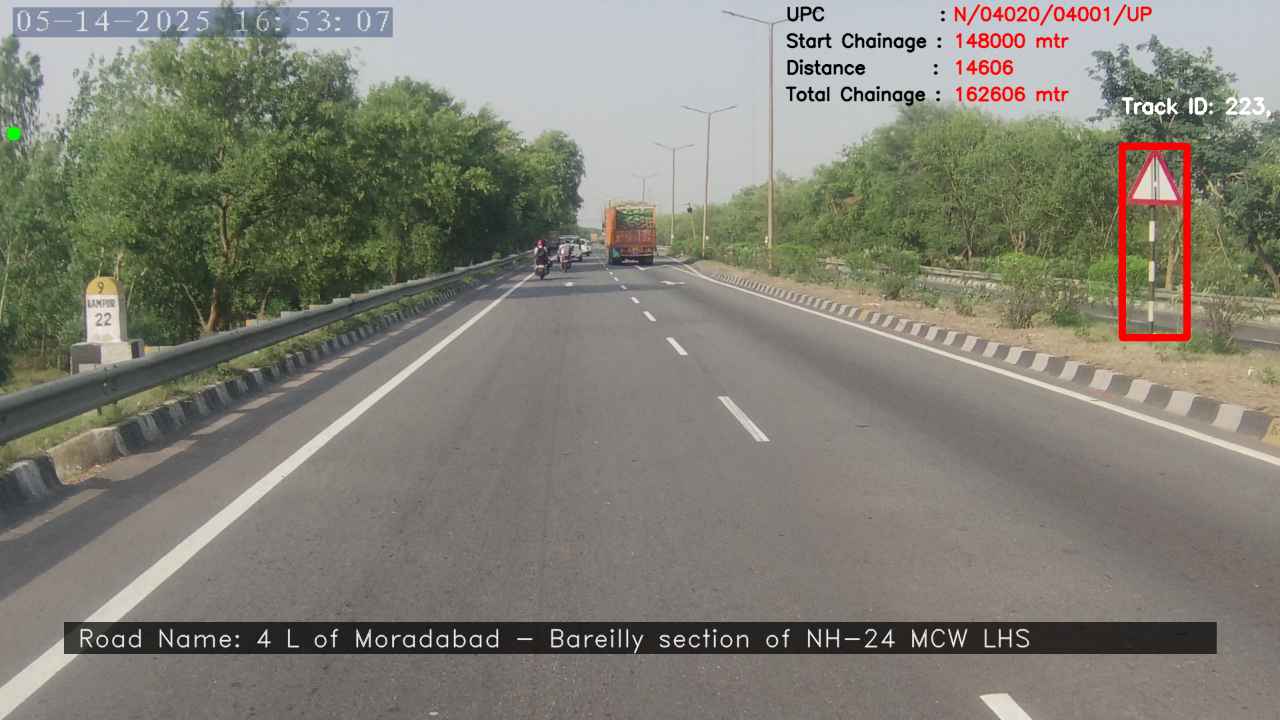 05-14-2025 16:53:07
UPC : N/04020/04001/UP
Start Chainage : 148000 mtr
Distance : 14606
Total Chainage : 162606 mtr
Track ID: 223,
9
RAMPUR
22
Road Name: 4 L of Moradabad - Bareilly section of NH-24 MCW LHS